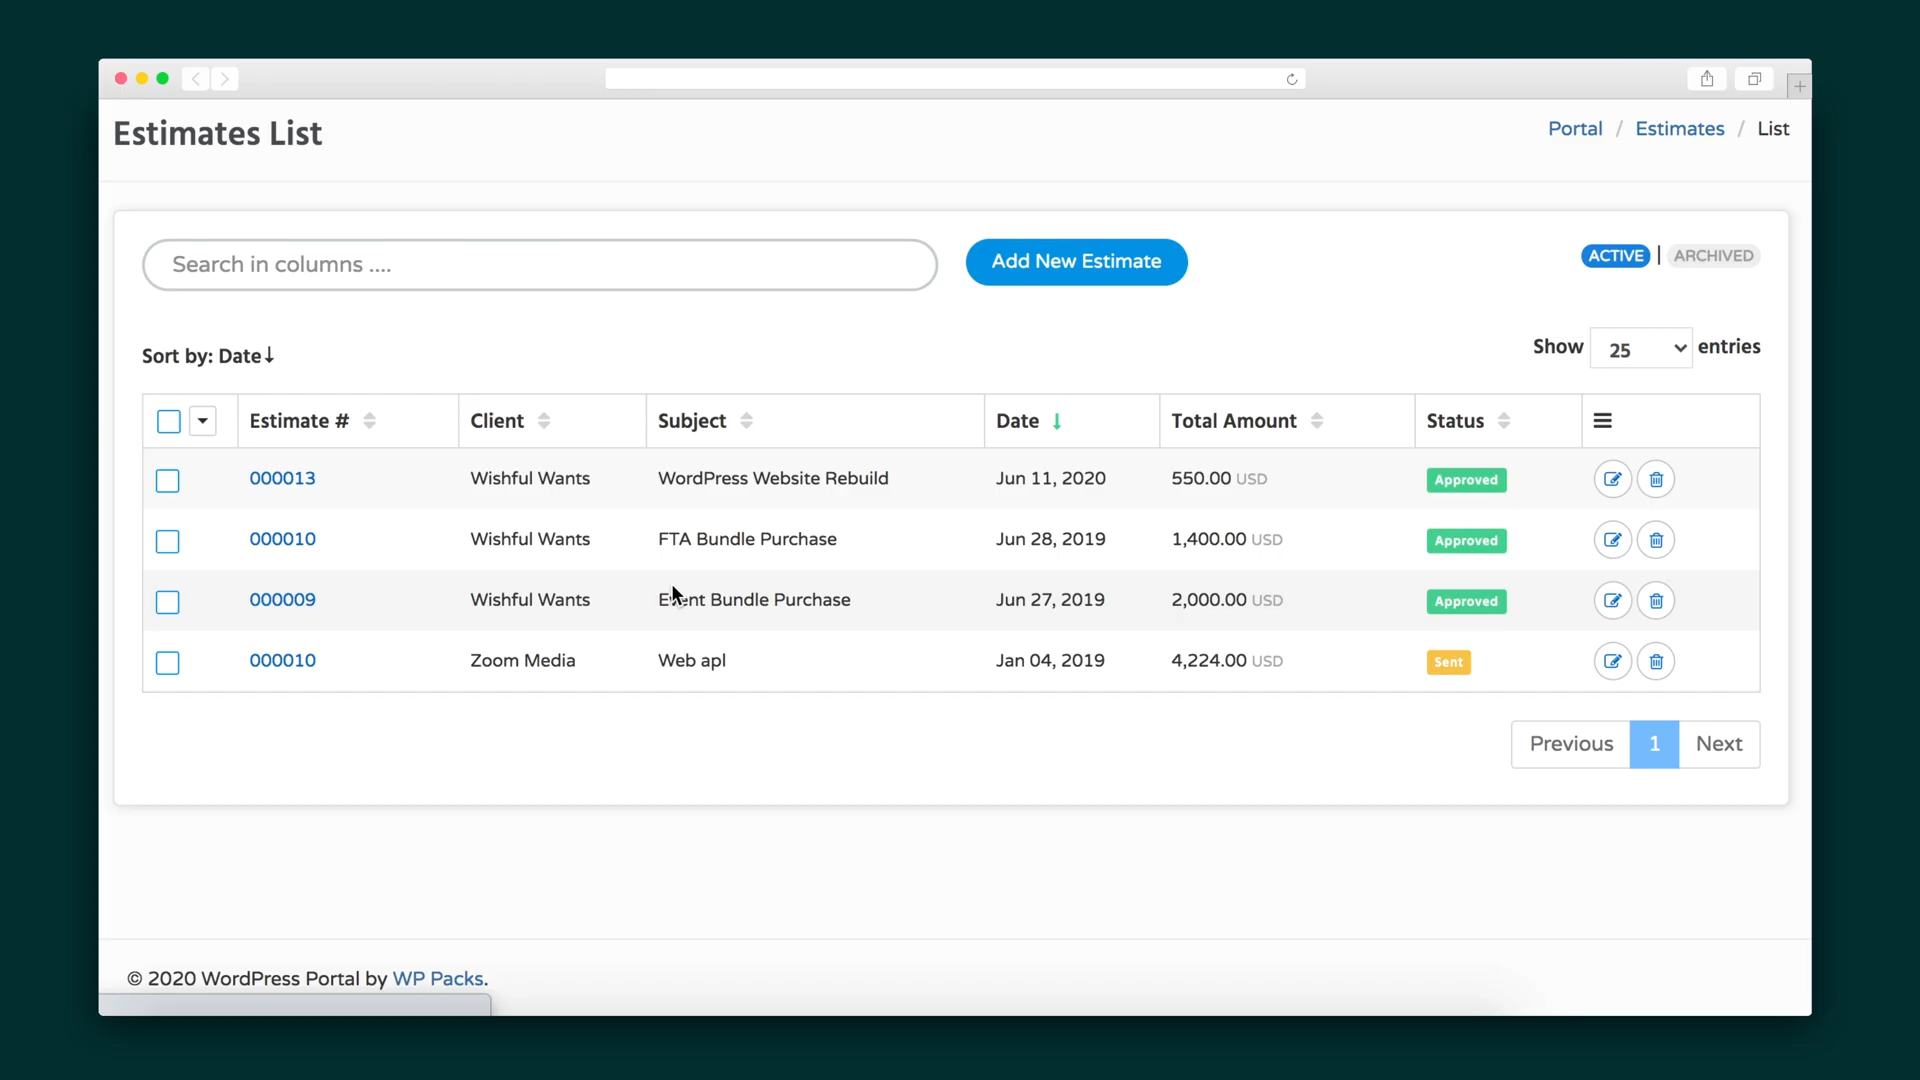 Estimates List
Portal / Estimates / List
Search in columns ....
Add New Estimate
ACTIVE | ARCHIVED
Sort by: Date↓
Show 25 entries
Estimate # Client Subject Date Total Amount Status
000013 Wishful Wants WordPress Website Rebuild Jun 11, 2020 550.00 USD Approved
000010 Wishful Wants FTA Bundle Purchase Jun 28, 2019 1,400.00 USD Approved
000009 Wishful Wants Event Bundle Purchase Jun 27, 2019 2,000.00 USD Approved
000010 Zoom Media Web apl Jan 04, 2019 4,224.00 USD Sent
Previous 1 Next
© 2020 WordPress Portal by WP Packs.